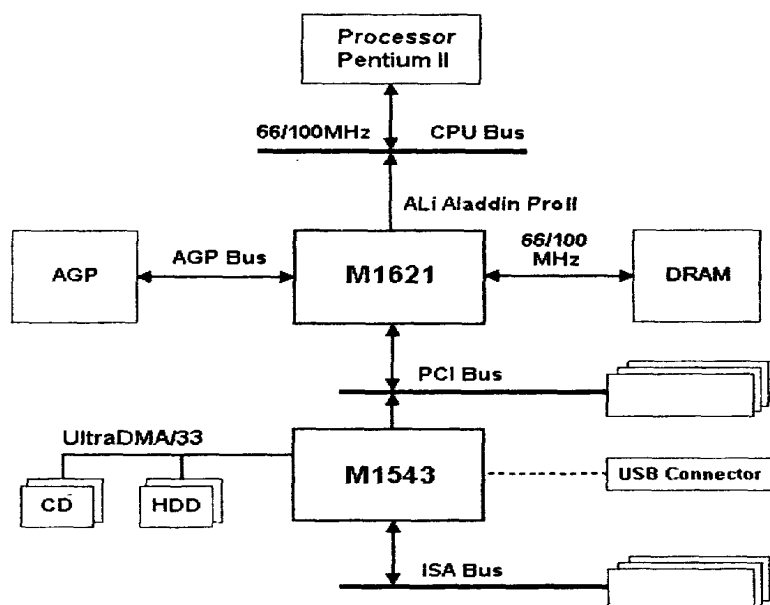 Processor
Pentium II
66/100MHz
CPU Bus
ALi Aladdin ProII
AGP
AGP Bus
M1621
66/100
MHz
DRAM
PCI Bus
UltraDMA/33
M1543
CD
HDD
USB Connector
ISA Bus